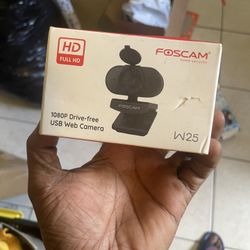 HD
FULL HD
FOSCAM
1080P Drive-free
USB Web Camera
W25